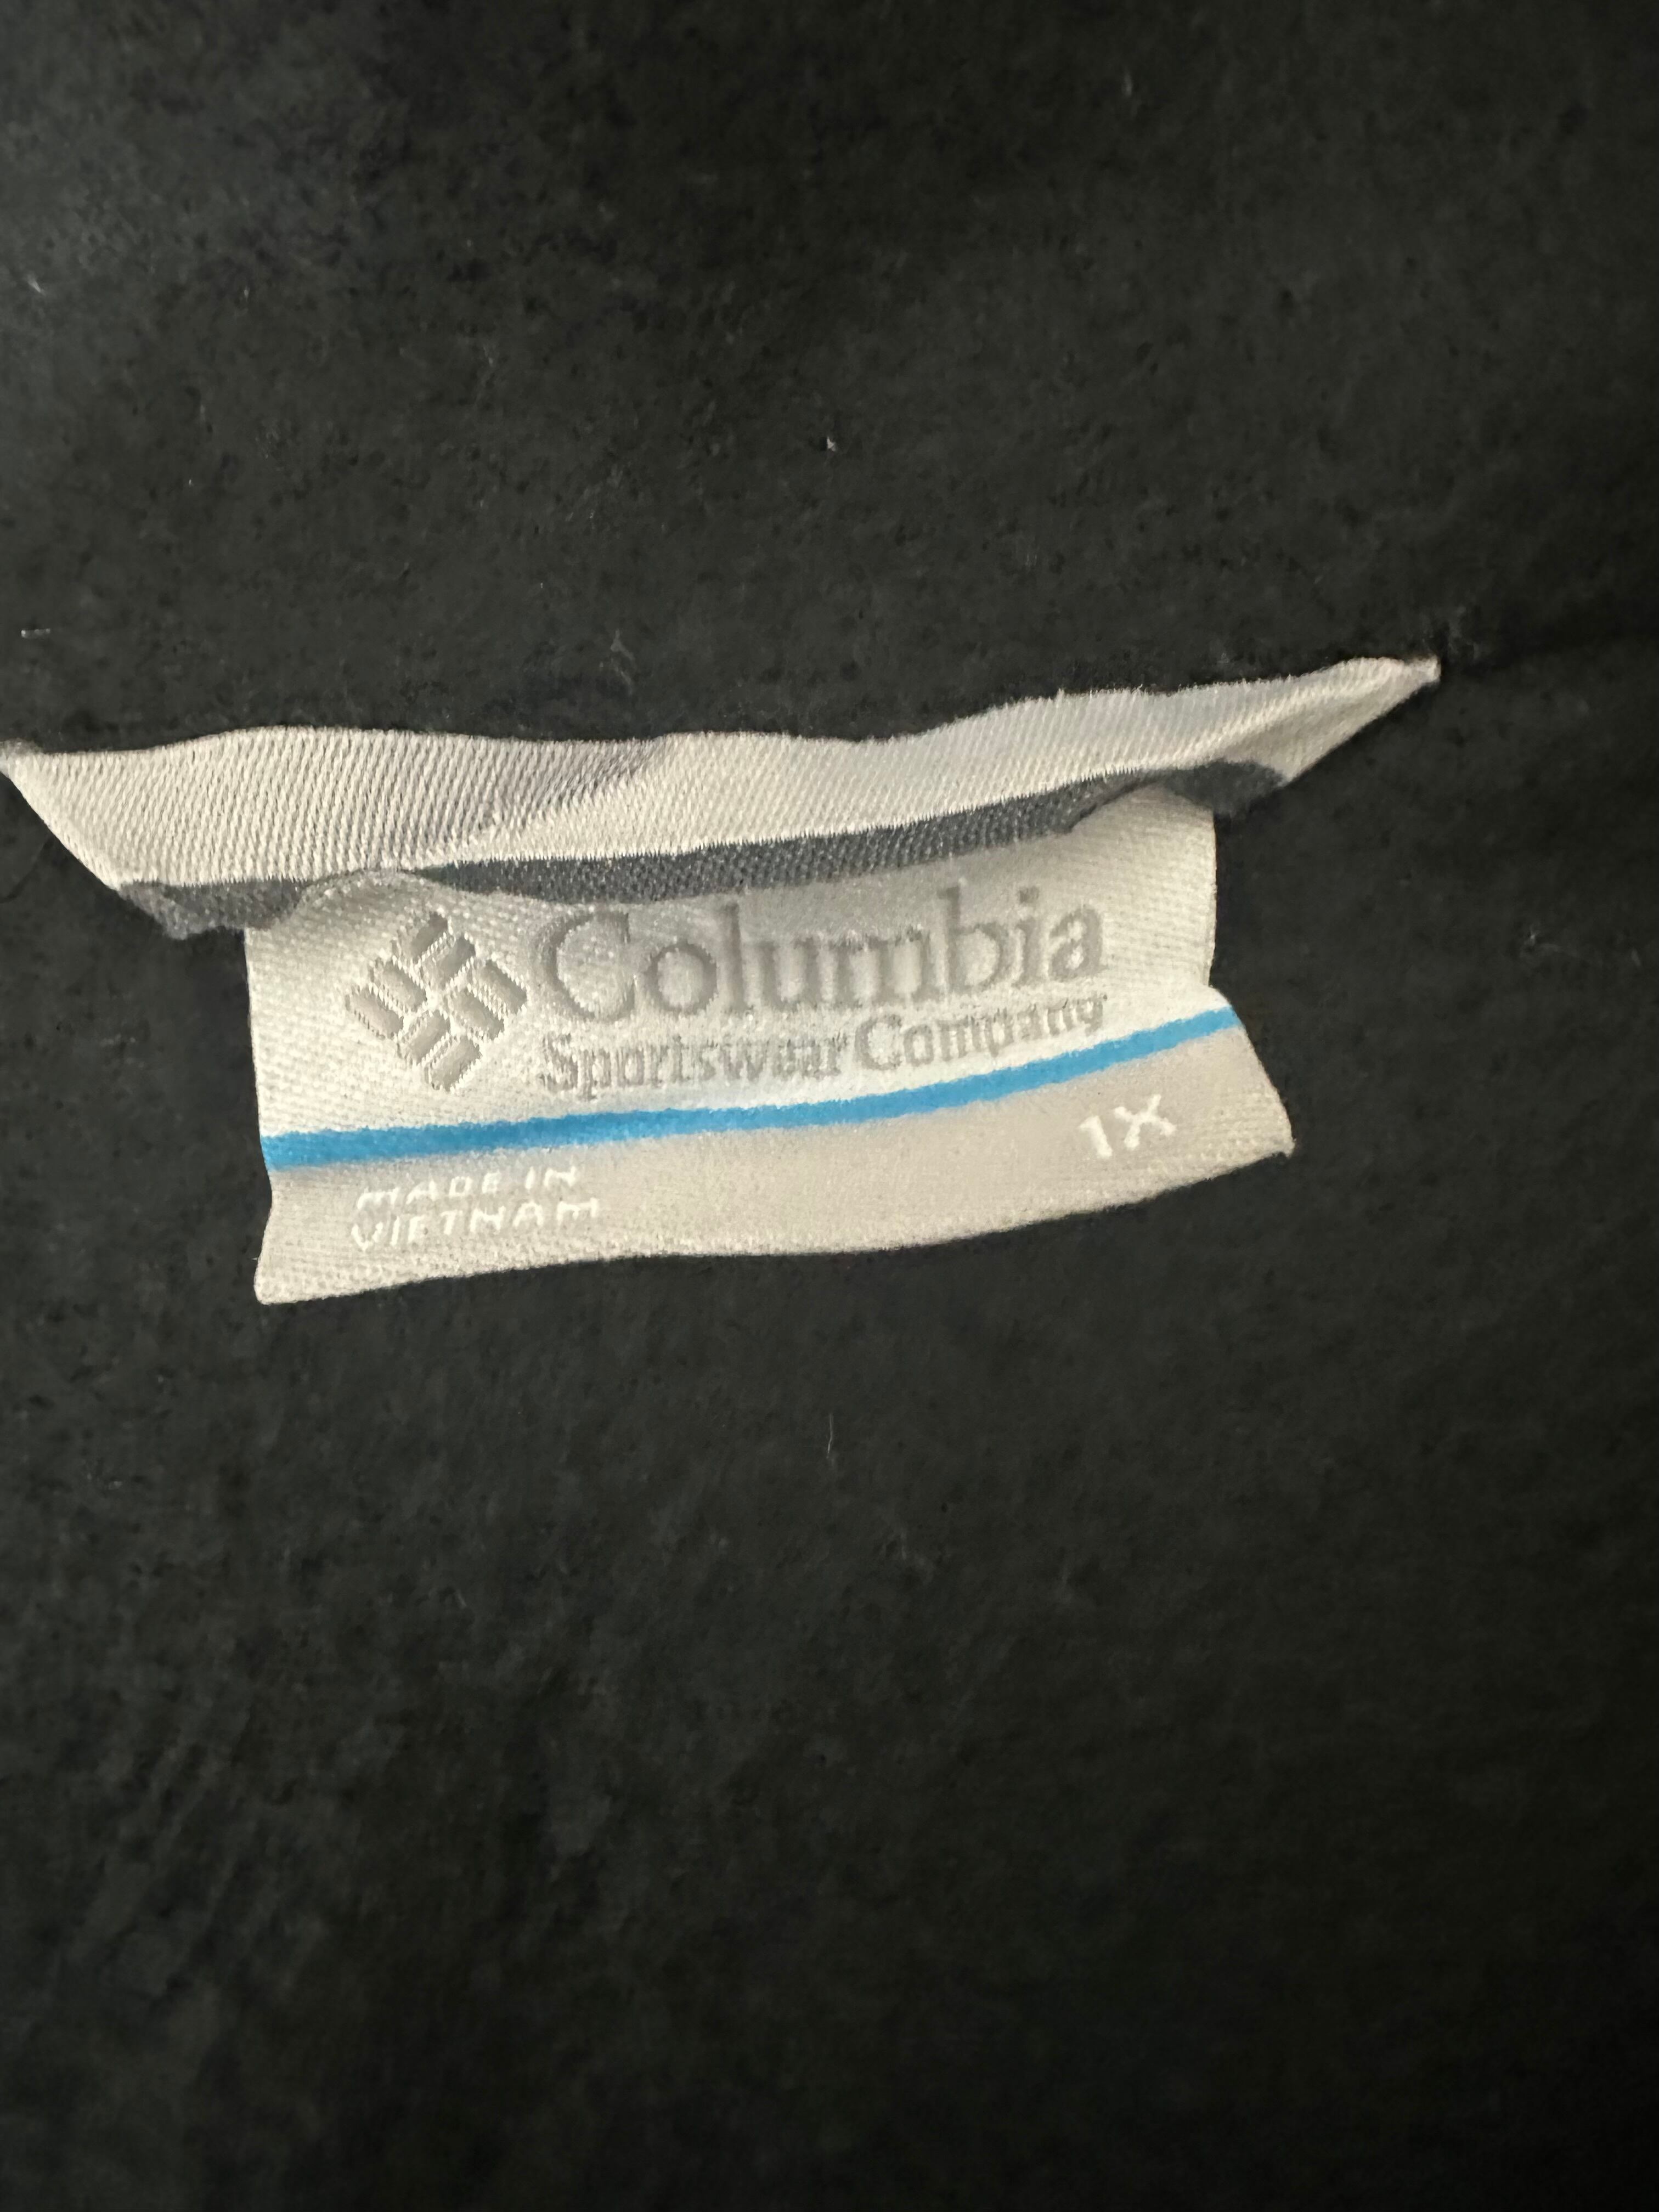 Columbia
Sportswear Company
1X
MADE IN
VIETNAM